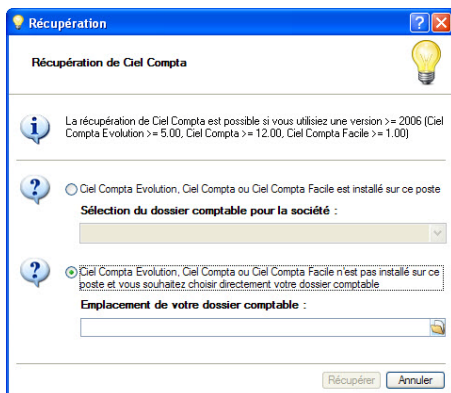 Récupération
Récupération de Ciel Compta
La récupération de Ciel Compta est possible si vous utilisiez une version >= 2006 (Ciel
Compta Evolution >= 5.00, Ciel Compta >= 12.00, Ciel Compta Facile >= 1.00)
Ciel Compta Evolution, Ciel Compta ou Ciel Compta Facile est installé sur ce poste
Sélection du dossier comptable pour la société :
Ciel Compta Evolution, Ciel Compta ou Ciel Compta Facile n'est pas installé sur ce
poste et vous souhaitez choisir directement votre dossier comptable
Emplacement de votre dossier comptable :
Récupérer Annuler